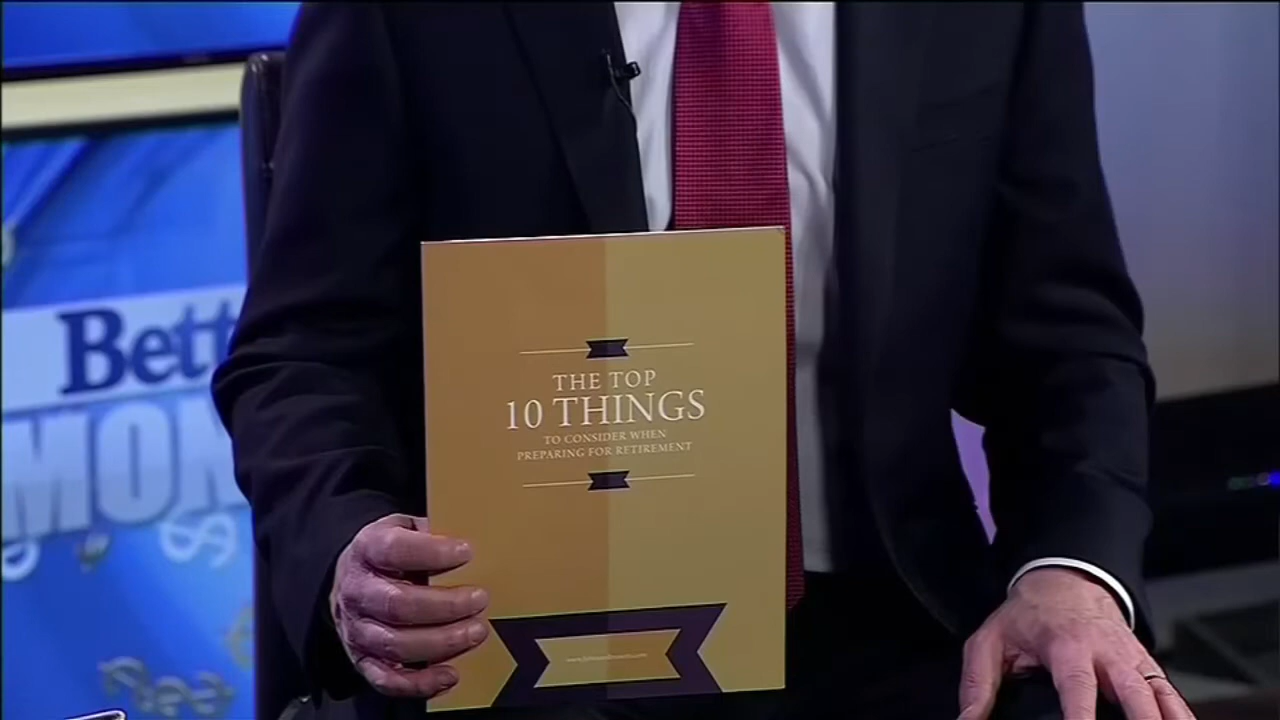 Bett
MON
THE TOP
10 THINGS
TO CONSIDER WHEN
PREPARING FOR RETIREMENT